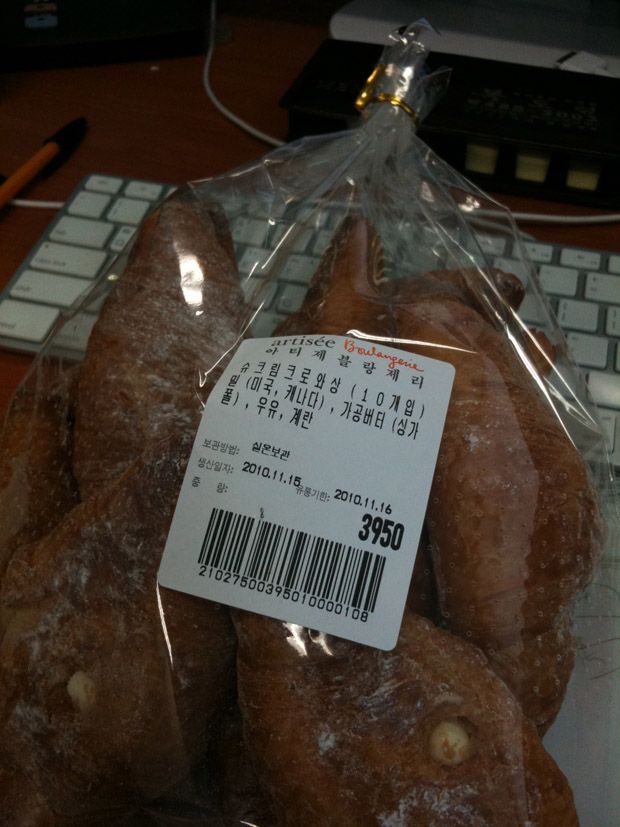 artisée Boulangerie
아티제블랑제리
슈크림크로와상 (10개입)
밀(미국, 캐나다), 가공버터(싱가
폴), 우유, 계란
보관방법: 실온보관
생산일자: 2010.11.15 유통기한: 2010.11.16
중 량: 3950
21027500395010000108